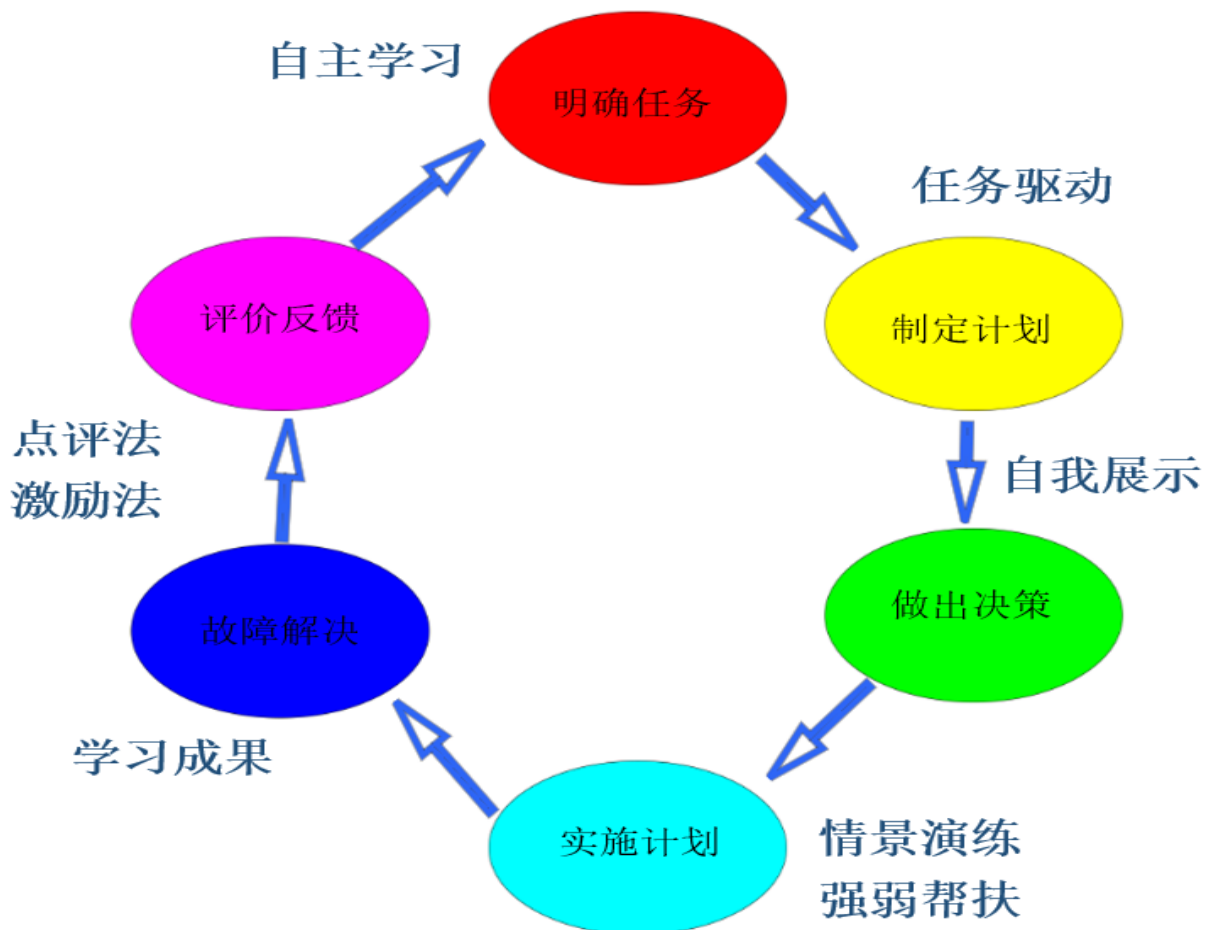 自主学习
明确任务
任务驱动
制定计划
自我展示
做出决策
情景演练
强弱帮扶
实施计划
学习成果
故障解决
点评法
激励法
评价反馈